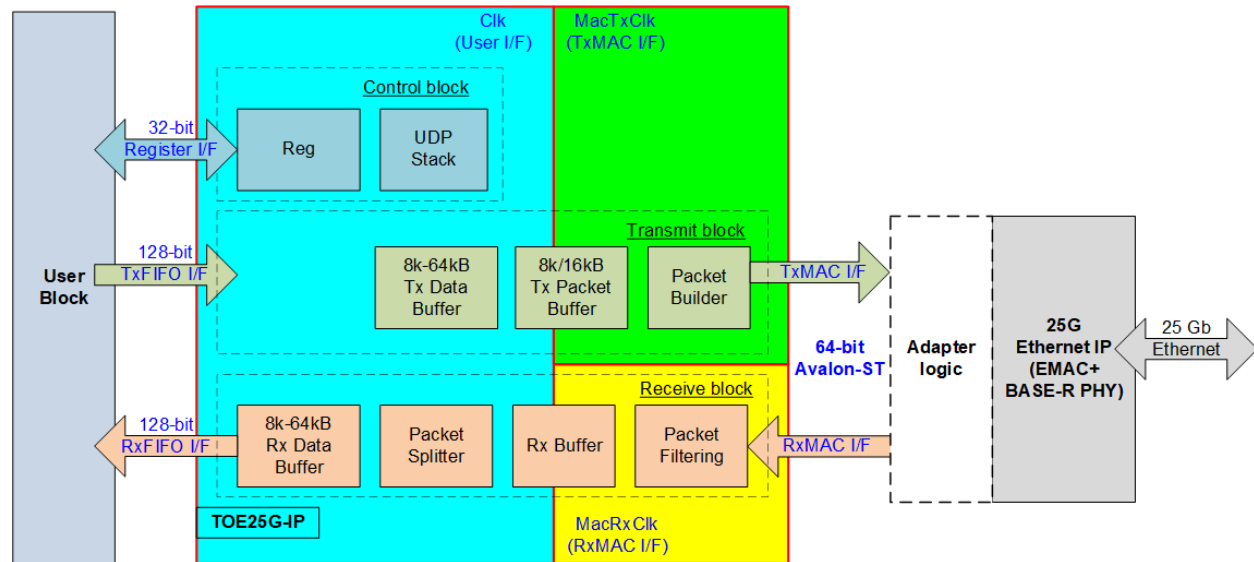 Clk
(User I/F)
MacTxClk
(TxMAC I/F)
Control block
32-bit
Register I/F
Reg
UDP
Stack
Transmit block
User
Block
128-bit
TxFIFO I/F
8k-64kB
Tx Data
Buffer
8k/16kB
Tx Packet
Buffer
Packet
Builder
TxMAC I/F
64-bit
Avalon-ST
Adapter
logic
25G
Ethernet IP
(EMAC+
BASE-R PHY)
25 Gb
Ethernet
Receive block
128-bit
RxFIFO I/F
8k-64kB
Rx Data
Buffer
Packet
Splitter
Rx Buffer
Packet
Filtering
RxMAC I/F
TOE25G-IP
MacRxClk
(RxMAC I/F)